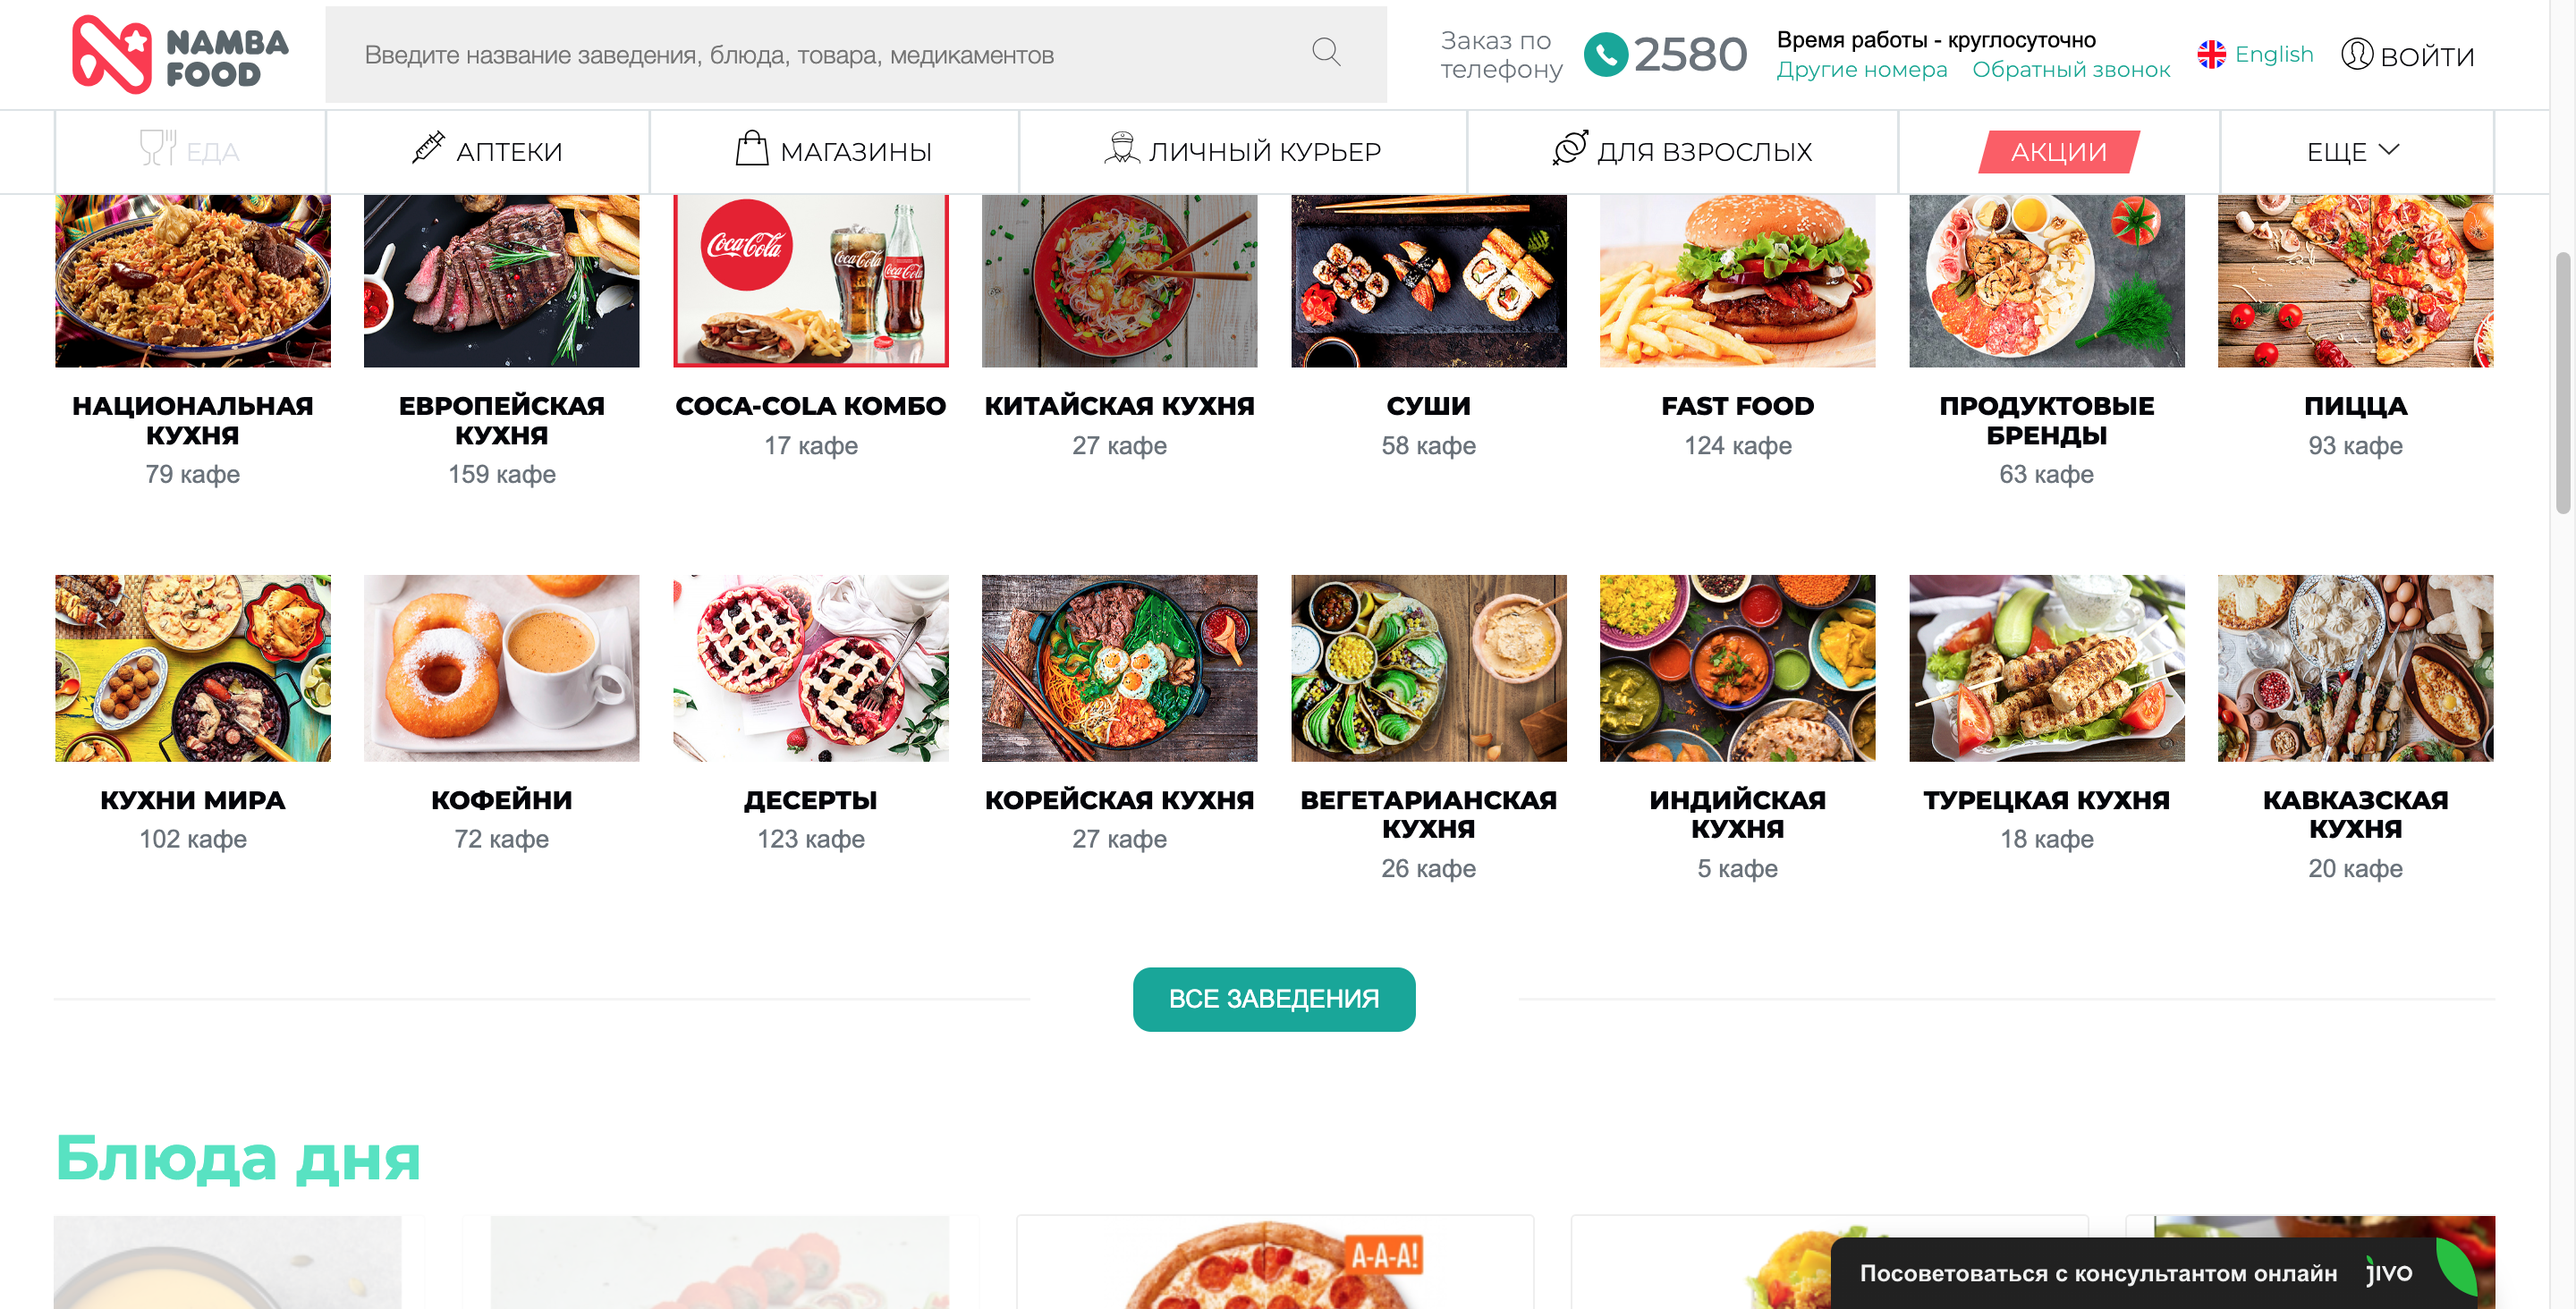 NAMBA
FOOD
Введите название заведения, блюда, товара, медикаментов
Заказ по
телефону
2580
Время работы - круглосуточно
Другие номера Обратный звонок
English
ВОЙТИ
ЕДА
АПТЕКИ
МАГАЗИНЫ
ЛИЧНЫЙ КУРЬЕР
ДЛЯ ВЗРОСЛЫХ
АКЦИИ
ЕЩЕ
Coca-Cola
Coca-Cola
Coca-Cola
НАЦИОНАЛЬНАЯ
КУХНЯ
79 кафе
ЕВРОПЕЙСКАЯ
КУХНЯ
159 кафе
COCA-COLA КОМБО
17 кафе
КИТАЙСКАЯ КУХНЯ
27 кафе
СУШИ
58 кафе
FAST FOOD
124 кафе
ПРОДУКТОВЫЕ
БРЕНДЫ
63 кафе
ПИЦЦА
93 кафе
КУХНИ МИРА
102 кафе
КОФЕЙНИ
72 кафе
ДЕСЕРТЫ
123 кафе
КОРЕЙСКАЯ КУХНЯ
27 кафе
ВЕГЕТАРИАНСКАЯ
КУХНЯ
26 кафе
ИНДИЙСКАЯ
КУХНЯ
5 кафе
ТУРЕЦКАЯ КУХНЯ
18 кафе
КАВКАЗСКАЯ
КУХНЯ
20 кафе
ВСЕ ЗАВЕДЕНИЯ
Блюда дня
А-А-А!
Посоветоваться с консультантом онлайн
jivo